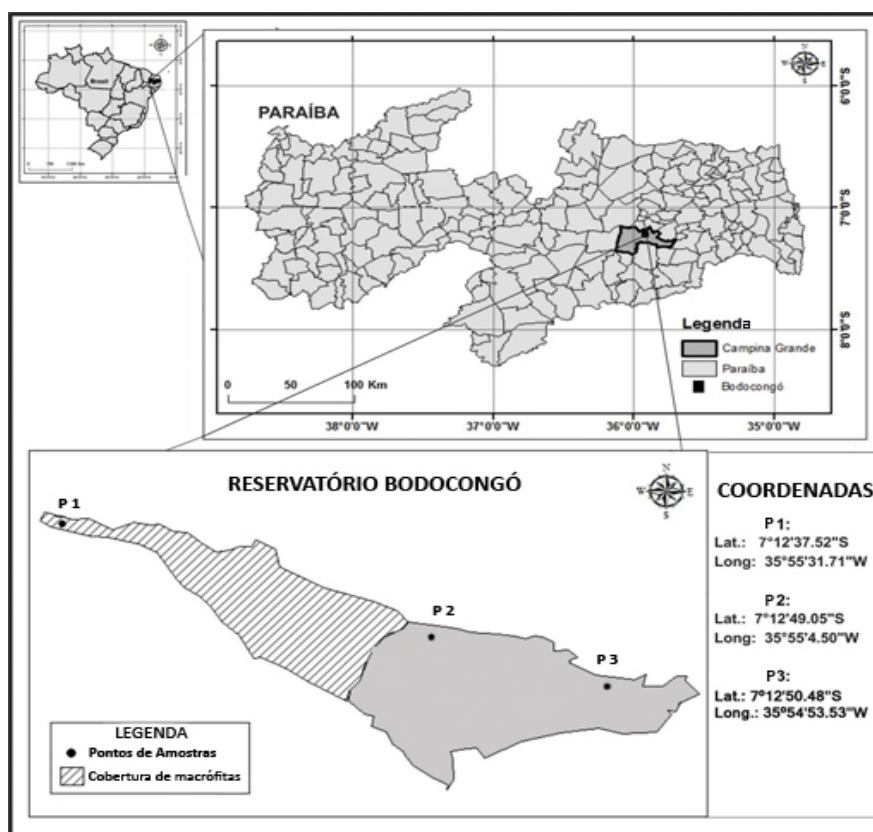 Brasil
PARAÍBA
6°0'0"S
7°0'0"S
8°0'0"S
Legenda
Campina Grande
Paraíba
Bodocongó
0 50 100 Km
38°0'0"W 37°0'0"W 36°0'0"W 35°0'0"W
RESERVATÓRIO BODOCONGÓ
N
W E
S
P 1
P 2
P 3
LEGENDA
Pontos de Amostras
Cobertura de macrófitas
COORDENADAS
P1:
Lat.: 7°12'37.52"S
Long: 35°55'31.71"W
P2:
Lat.: 7°12'49.05"S
Long: 35°55'4.50"W
P3:
Lat.: 7°12'50.48"S
Long.: 35º54'53.53"W